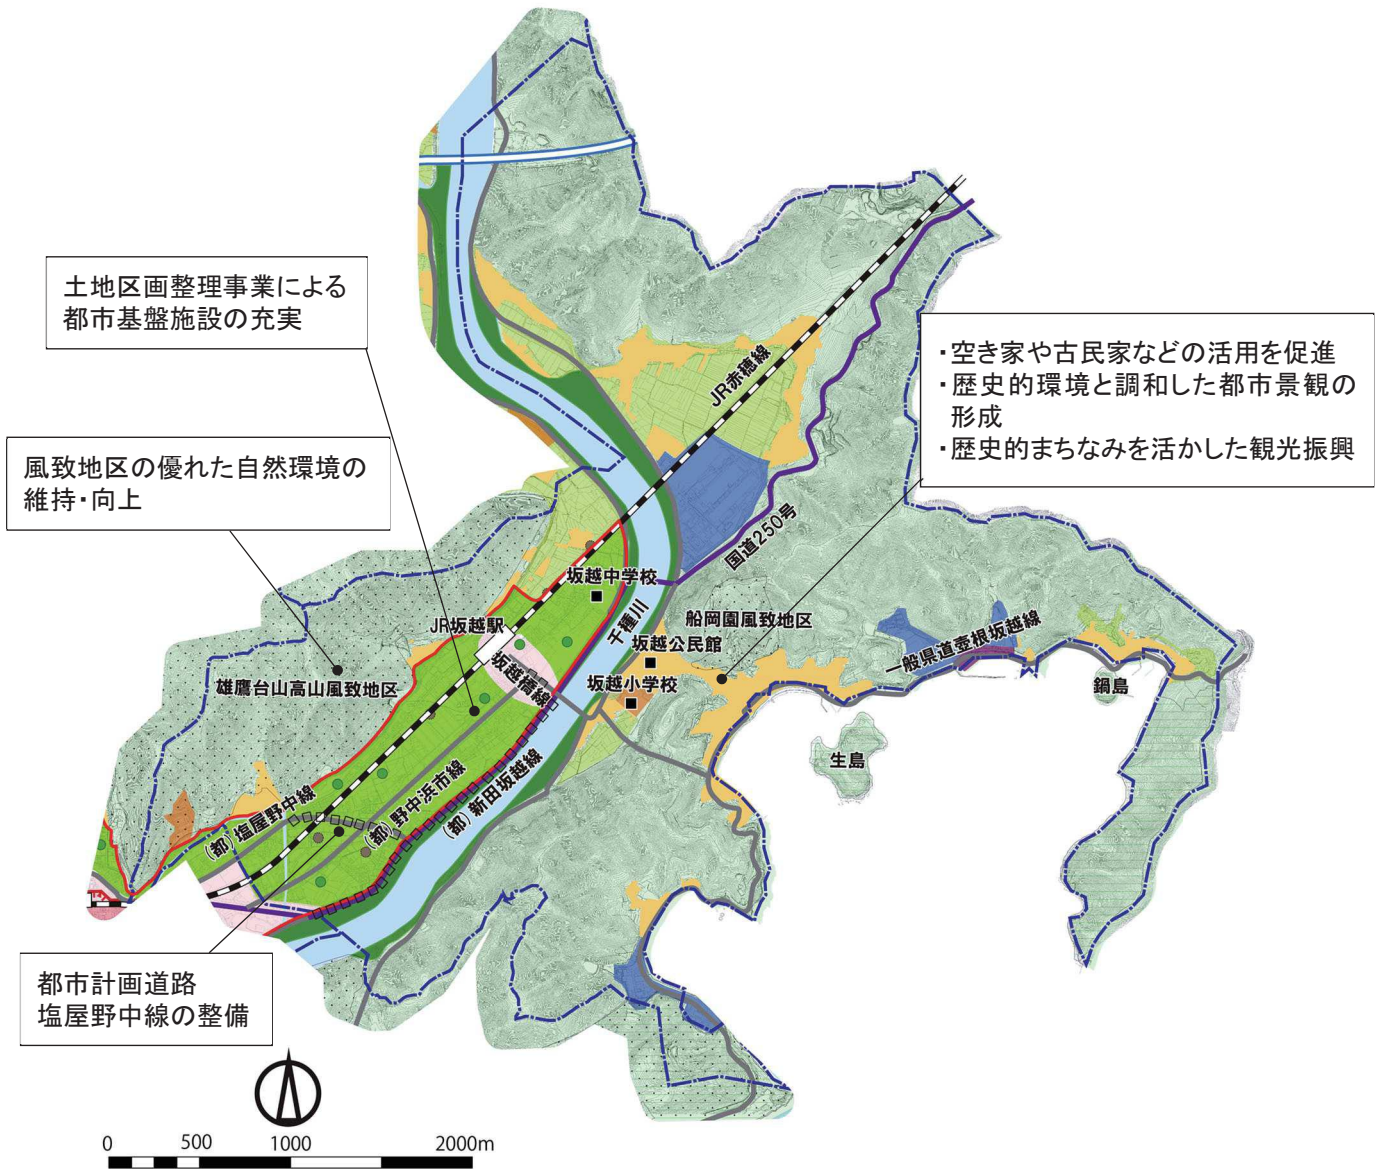 土地区画整理事業による
都市基盤施設の充実
・空き家や古民家などの活用を促進
・歴史的環境と調和した都市景観の
形成
・歴史的まちなみを活かした観光振興
風致地区の優れた自然環境の
維持・向上
JR赤穂線
国道250号
坂越中学校
千種川
船岡園風致地区
JR坂越駅
坂越公民館
坂越橋線
一般県道壺根坂越線
雄鷹台山高山風致地区
坂越小学校
鍋島
生島
(都)塩屋野中線
(都)野中浜市線
(都)新田坂越線
都市計画道路
塩屋野中線の整備
0 500 1000 2000m